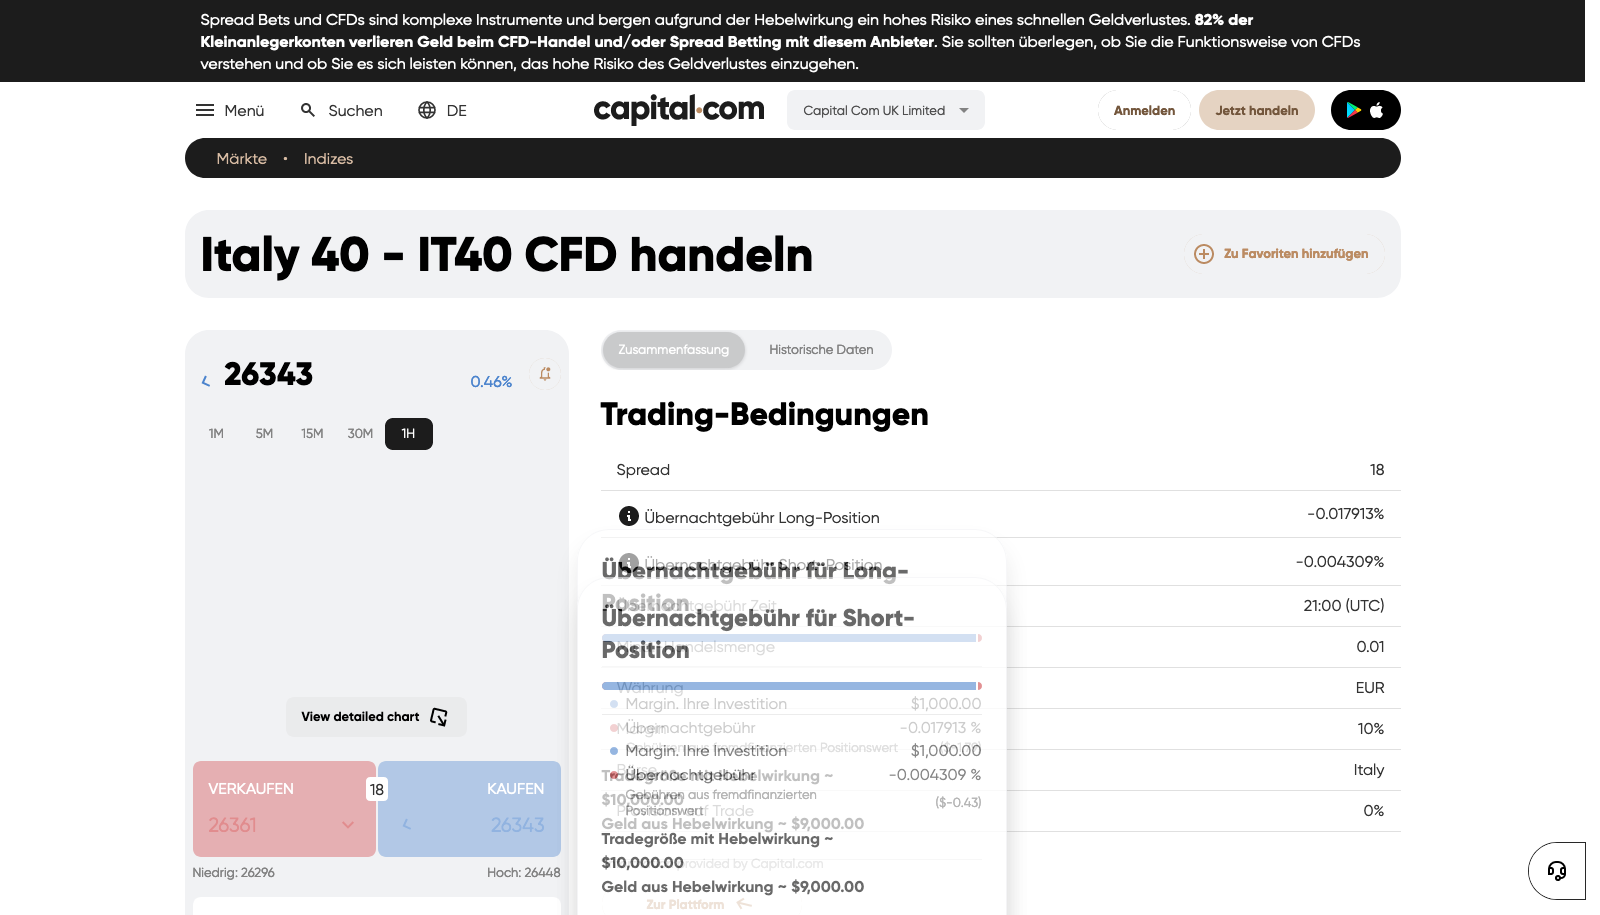 Spread Bets und CFDs sind komplexe Instrumente und bergen aufgrund der Hebelwirkung ein hohes Risiko eines schnellen Geldverlustes. 82% der
Kleinanlegerkonten verlieren Geld beim CFD-Handel und/oder Spread Betting mit diesem Anbieter. Sie sollten überlegen, ob Sie die Funktionsweise von CFDs
verstehen und ob Sie es sich leisten können, das hohe Risiko des Geldverlustes einzugehen.
Menü Suchen DE capital.com Capital Com UK Limited Anmelden Jetzt handeln
Märkte · Indizes
Italy 40 - IT40 CFD handeln
Zu Favoriten hinzufügen
26343 0.46%
1M 5M 15M 30M 1H
View detailed chart
VERKAUFEN 18 KAUFEN
26361 26343
Niedrig: 26296 Hoch: 26448
Zusammenfassung Historische Daten
Trading-Bedingungen
Spread 18
Übernachtgebühr Long-Position -0.017913%
Übernachtgebühr Short-Position -0.004309%
Übernachtgebühr Zeit 21:00 (UTC)
Handelsmenge 0.01
Währung EUR
Margin 10%
Italy
auf Trade 0%
provided by Capital.com
Zur Plattform
Übernachtgebühr für Long-
Position
Margin. Ihre Investition $1,000.00
Übernachtgebühr -0.017913 %
Gebühren aus fremdfinanzierten Positionswert
Tradegröße mit Hebelwirkung ~
$10,000.00
Geld aus Hebelwirkung ~ $9,000.00
Übernachtgebühr für Short-
Position
Margin. Ihre Investition $1,000.00
Übernachtgebühr -0.004309 %
Gebühren aus fremdfinanzierten
Positionswert ($-0.43)
Tradegröße mit Hebelwirkung ~
$10,000.00
Geld aus Hebelwirkung ~ $9,000.00